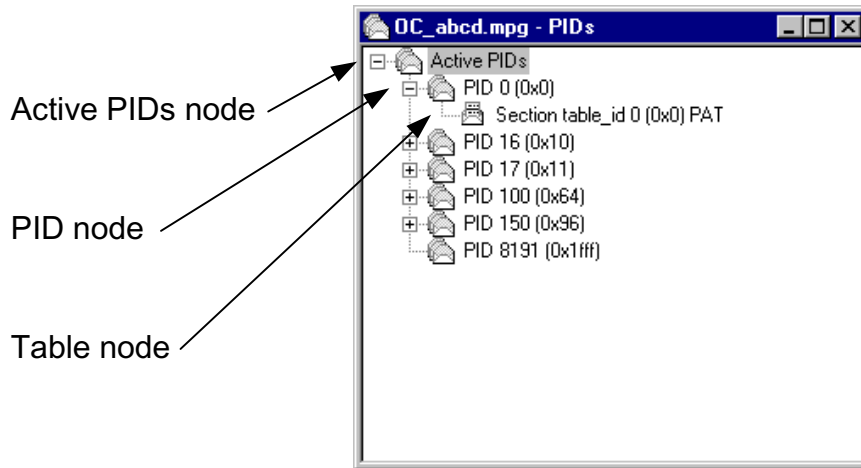 OC_abcd.mpg - PIDs
Active PIDs
PID 0 (0x0)
Section table_id 0 (0x0) PAT
PID 16 (0x10)
PID 17 (0x11)
PID 100 (0x64)
PID 150 (0x96)
PID 8191 (0x1fff)
Active PIDs node
PID node
Table node